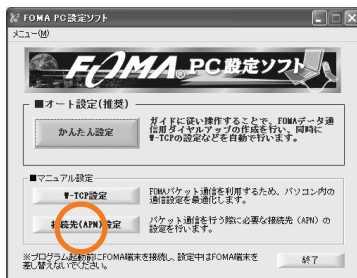 FOMA PC設定ソフト
メニュー(M)
FOMA® PC設定ソフト
■オート設定(推奨)
かんたん設定
ガイドに従い操作することで、FOMAデータ通
信用ダイヤルアップの作成を行い、同時に
W-TCPの設定などを自動で行います。
■マニュアル設定
W-TCP設定
FOMAパケット通信を利用するため、パソコン内の
通信設定を最適化します。
接続先(APN)設定
パケット通信を行う際に必要な接続先(APN)の
設定を行います。
※プログラム起動前にFOMA端末を接続し、設定中はFOMA端末を
差し替えないでください。
終了